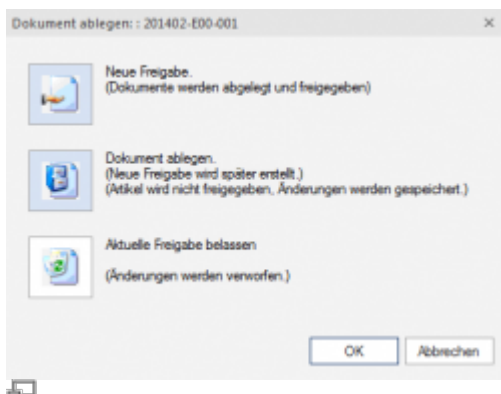 Dokument ablegen: : 201402-E00-001
Neue Freigabe.
(Dokumente werden abgelegt und freigegeben)
Dokument ablegen.
(Neue Freigabe wird später erstellt.)
(Artikel wird nicht freigegeben, Änderungen werden gespeichert.)
Aktuelle Freigabe belassen
(Änderungen werden verworfen.)
OK
Abbrechen